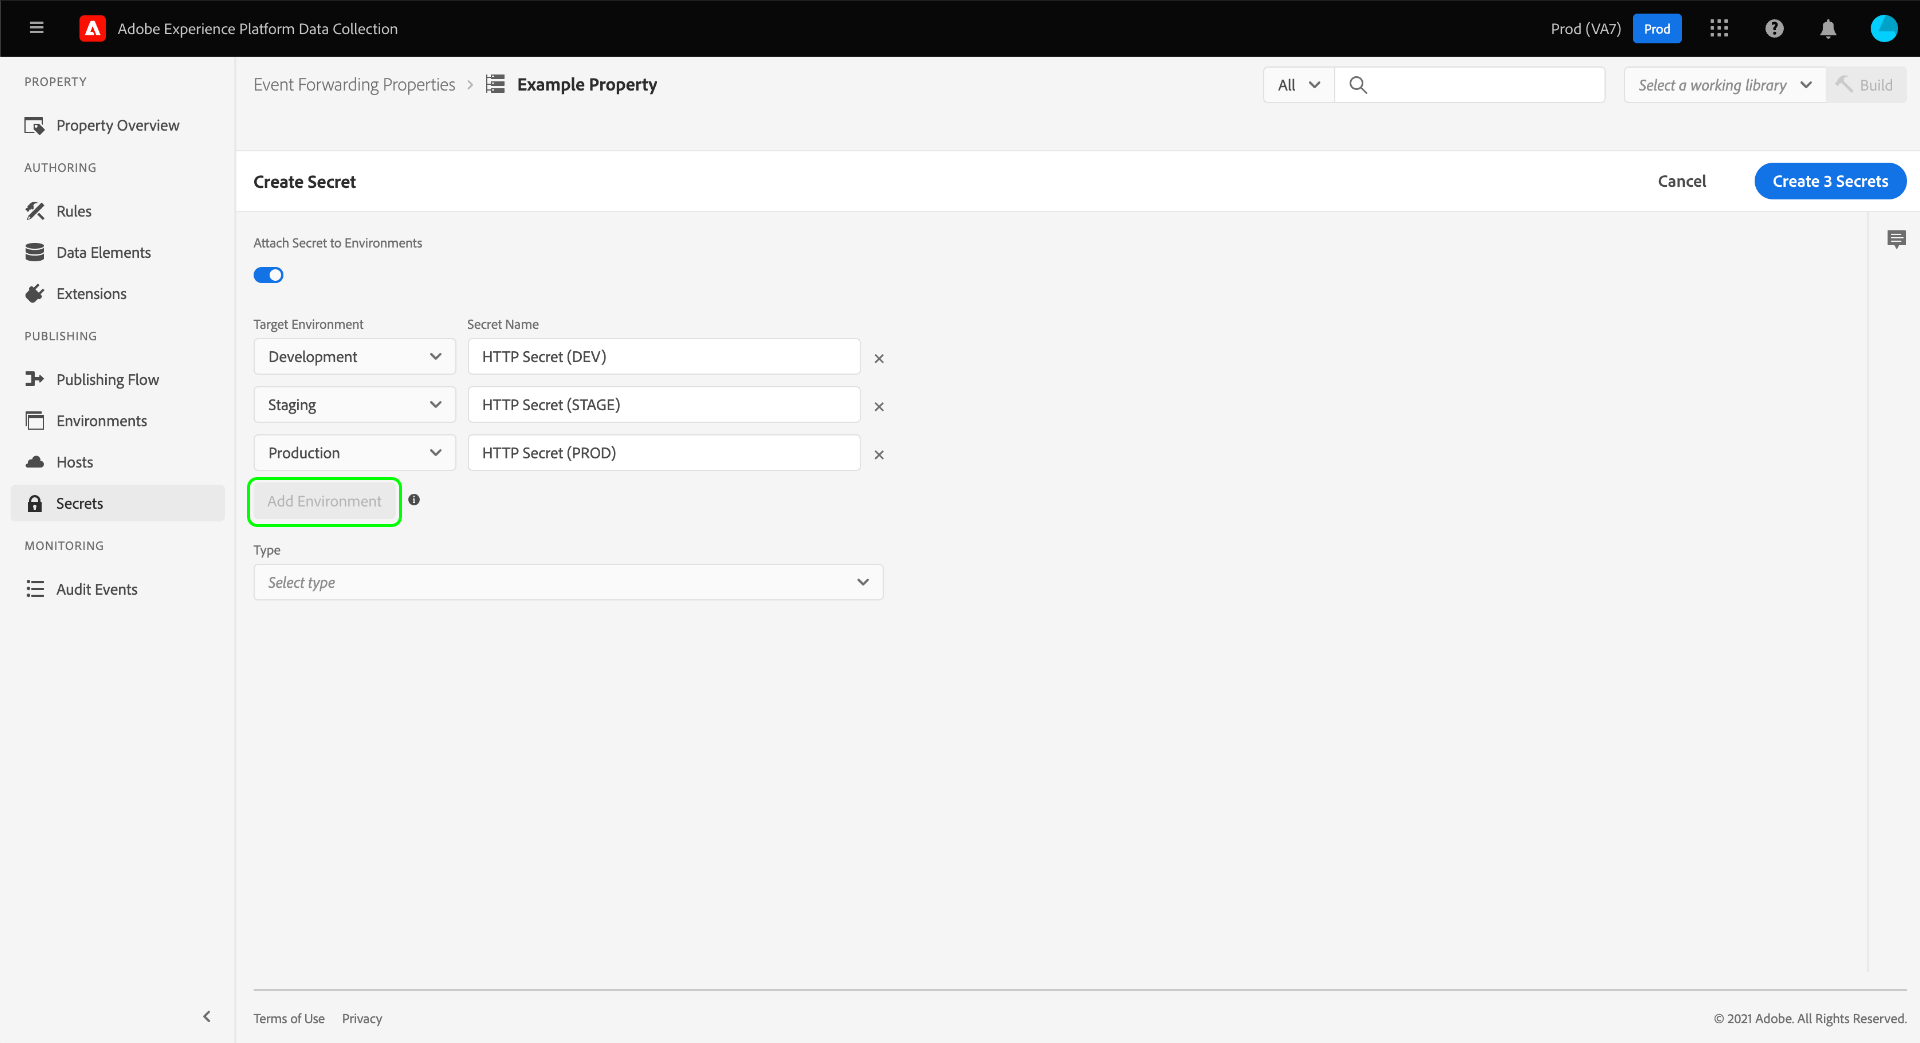 Adobe Experience Platform Data Collection
Prod (VA7)
Prod
PROPERTY
Property Overview
AUTHORING
Rules
Data Elements
Extensions
PUBLISHING
Publishing Flow
Environments
Hosts
Secrets
MONITORING
Audit Events
Event Forwarding Properties > Example Property
All
Select a working library
Build
Create Secret
Cancel
Create 3 Secrets
Attach Secret to Environments
Target Environment
Secret Name
Development
HTTP Secret (DEV)
Staging
HTTP Secret (STAGE)
Production
HTTP Secret (PROD)
Add Environment
Type
Select type
Terms of Use
Privacy
© 2021 Adobe. All Rights Reserved.